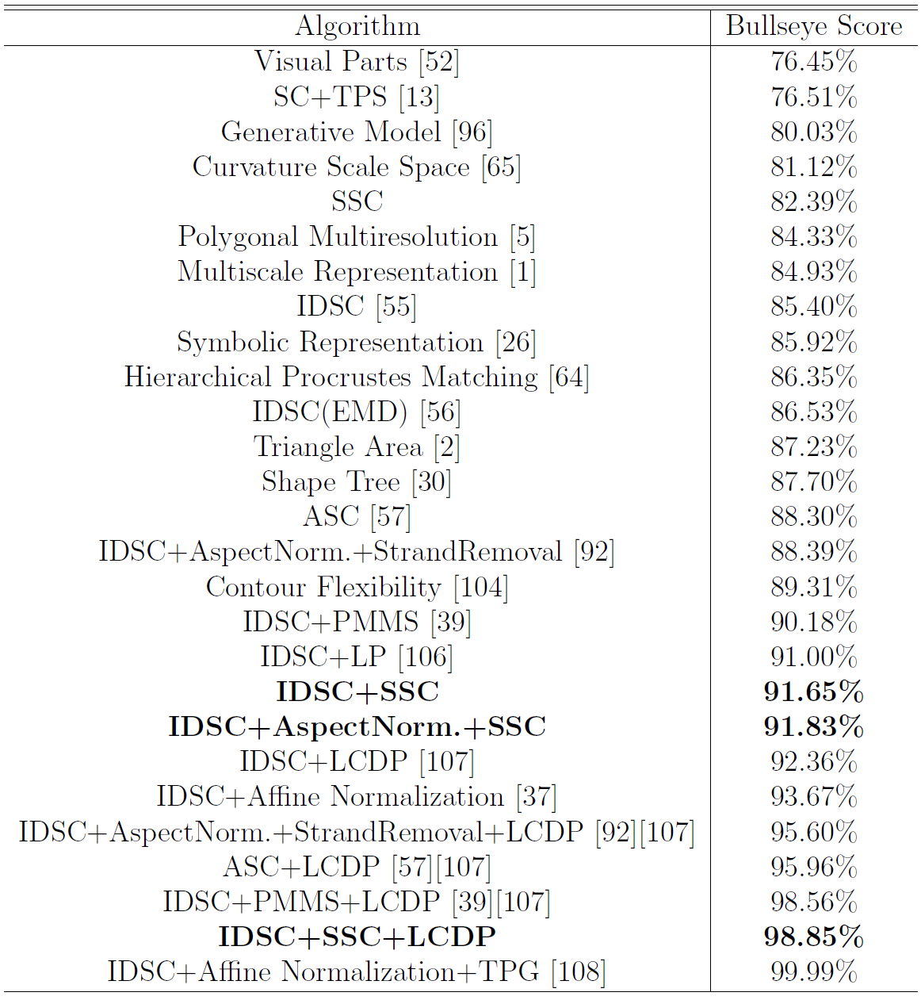 Algorithm Bullseye Score
Visual Parts [52] 76.45%
SC+TPS [13] 76.51%
Generative Model [96] 80.03%
Curvature Scale Space [65] 81.12%
SSC 82.39%
Polygonal Multiresolution [5] 84.33%
Multiscale Representation [1] 84.93%
IDSC [55] 85.40%
Symbolic Representation [26] 85.92%
Hierarchical Procrustes Matching [64] 86.35%
IDSC(EMD) [56] 86.53%
Triangle Area [2] 87.23%
Shape Tree [30] 87.70%
ASC [57] 88.30%
IDSC+AspectNorm.+StrandRemoval [92] 88.39%
Contour Flexibility [104] 89.31%
IDSC+PMMS [39] 90.18%
IDSC+LP [106] 91.00%
IDSC+SSC 91.65%
IDSC+AspectNorm.+SSC 91.83%
IDSC+LCDP [107] 92.36%
IDSC+Affine Normalization [37] 93.67%
IDSC+AspectNorm.+StrandRemoval+LCDP [92][107] 95.60%
ASC+LCDP [57][107] 95.96%
IDSC+PMMS+LCDP [39][107] 98.56%
IDSC+SSC+LCDP 98.85%
IDSC+Affine Normalization+TPG [108] 99.99%